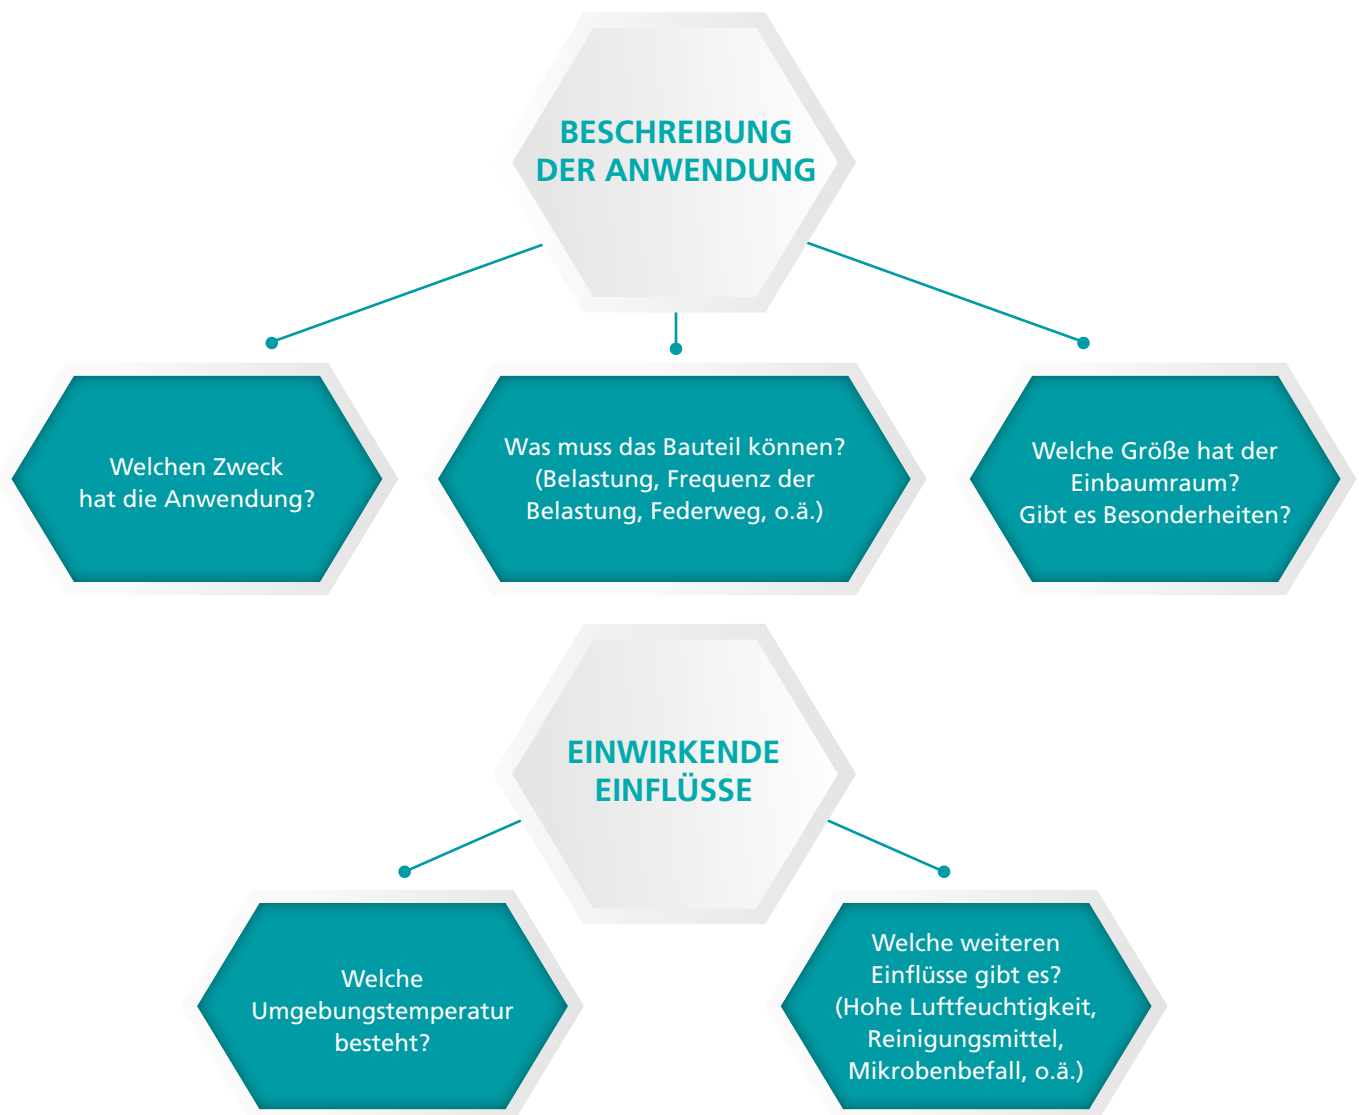 BESCHREIBUNG
DER ANWENDUNG
Welchen Zweck
hat die Anwendung?
Was muss das Bauteil können?
(Belastung, Frequenz der
Belastung, Federweg, o.ä.)
Welche Größe hat der
Einbaumraum?
Gibt es Besonderheiten?
EINWIRKENDE
EINFLÜSSE
Welche
Umgebungstemperatur
besteht?
Welche weiteren
Einflüsse gibt es?
(Hohe Luftfeuchtigkeit,
Reinigungsmittel,
Mikrobenbefall, o.ä.)